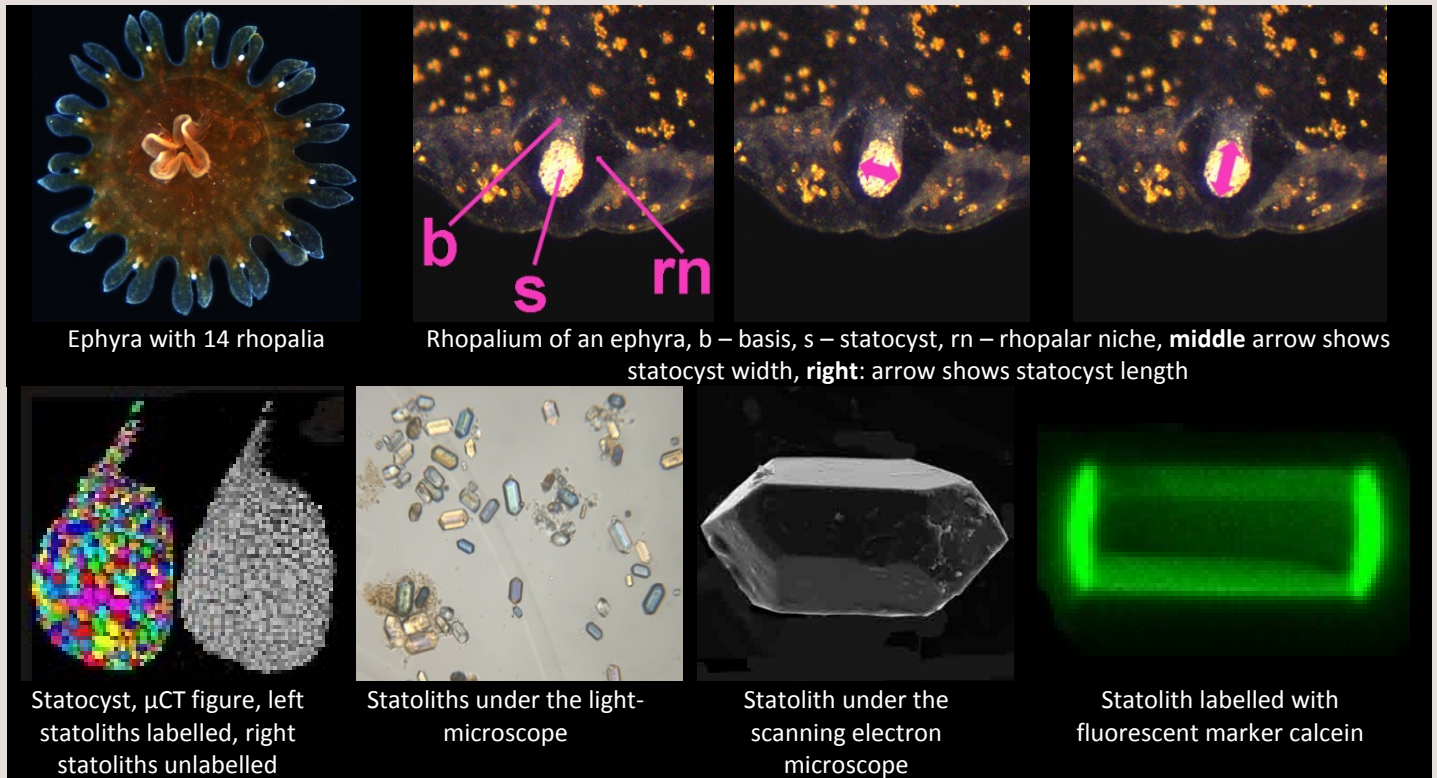 b
s
rn
Ephyra with 14 rhopalia
Rhopalium of an ephyra, b – basis, s – statocyst, rn – rhopalar niche, middle arrow shows
statocyst width, right: arrow shows statocyst length
Statocyst, µCT figure, left
statoliths labelled, right
statoliths unlabelled
Statoliths under the light-
microscope
Statolith under the
scanning electron
microscope
Statolith labelled with
fluorescent marker calcein